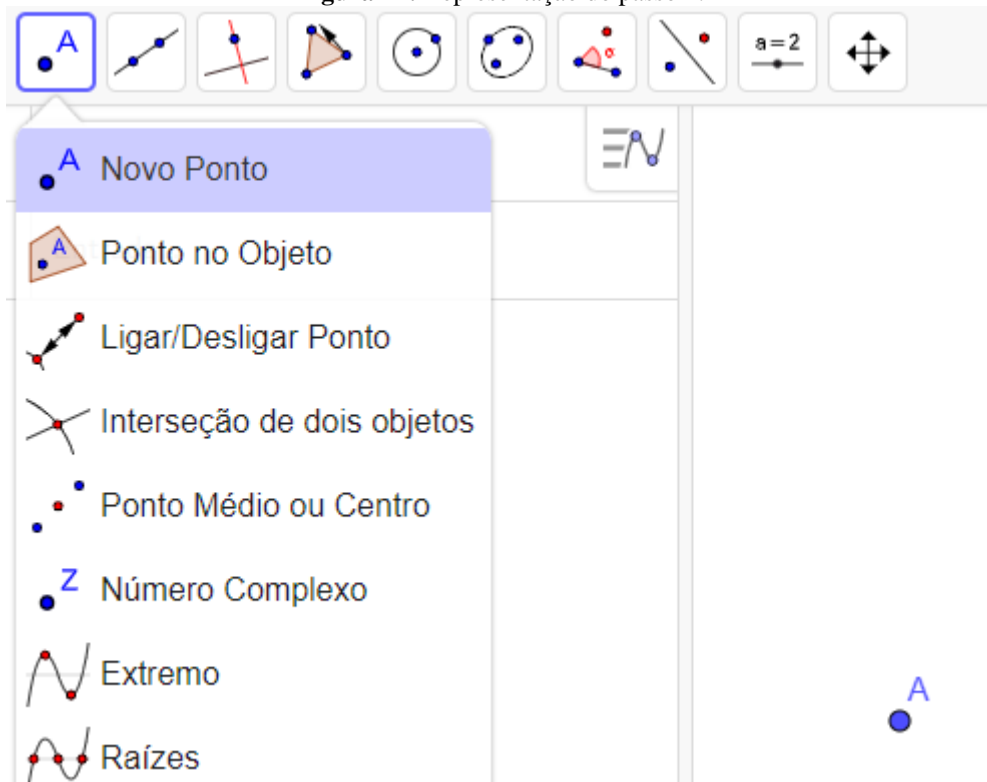 A
a = 2
A Novo Ponto
A Ponto no Objeto
Ligar/Desligar Ponto
Interseção de dois objetos
Ponto Médio ou Centro
Z Número Complexo
Extremo
Raízes
A